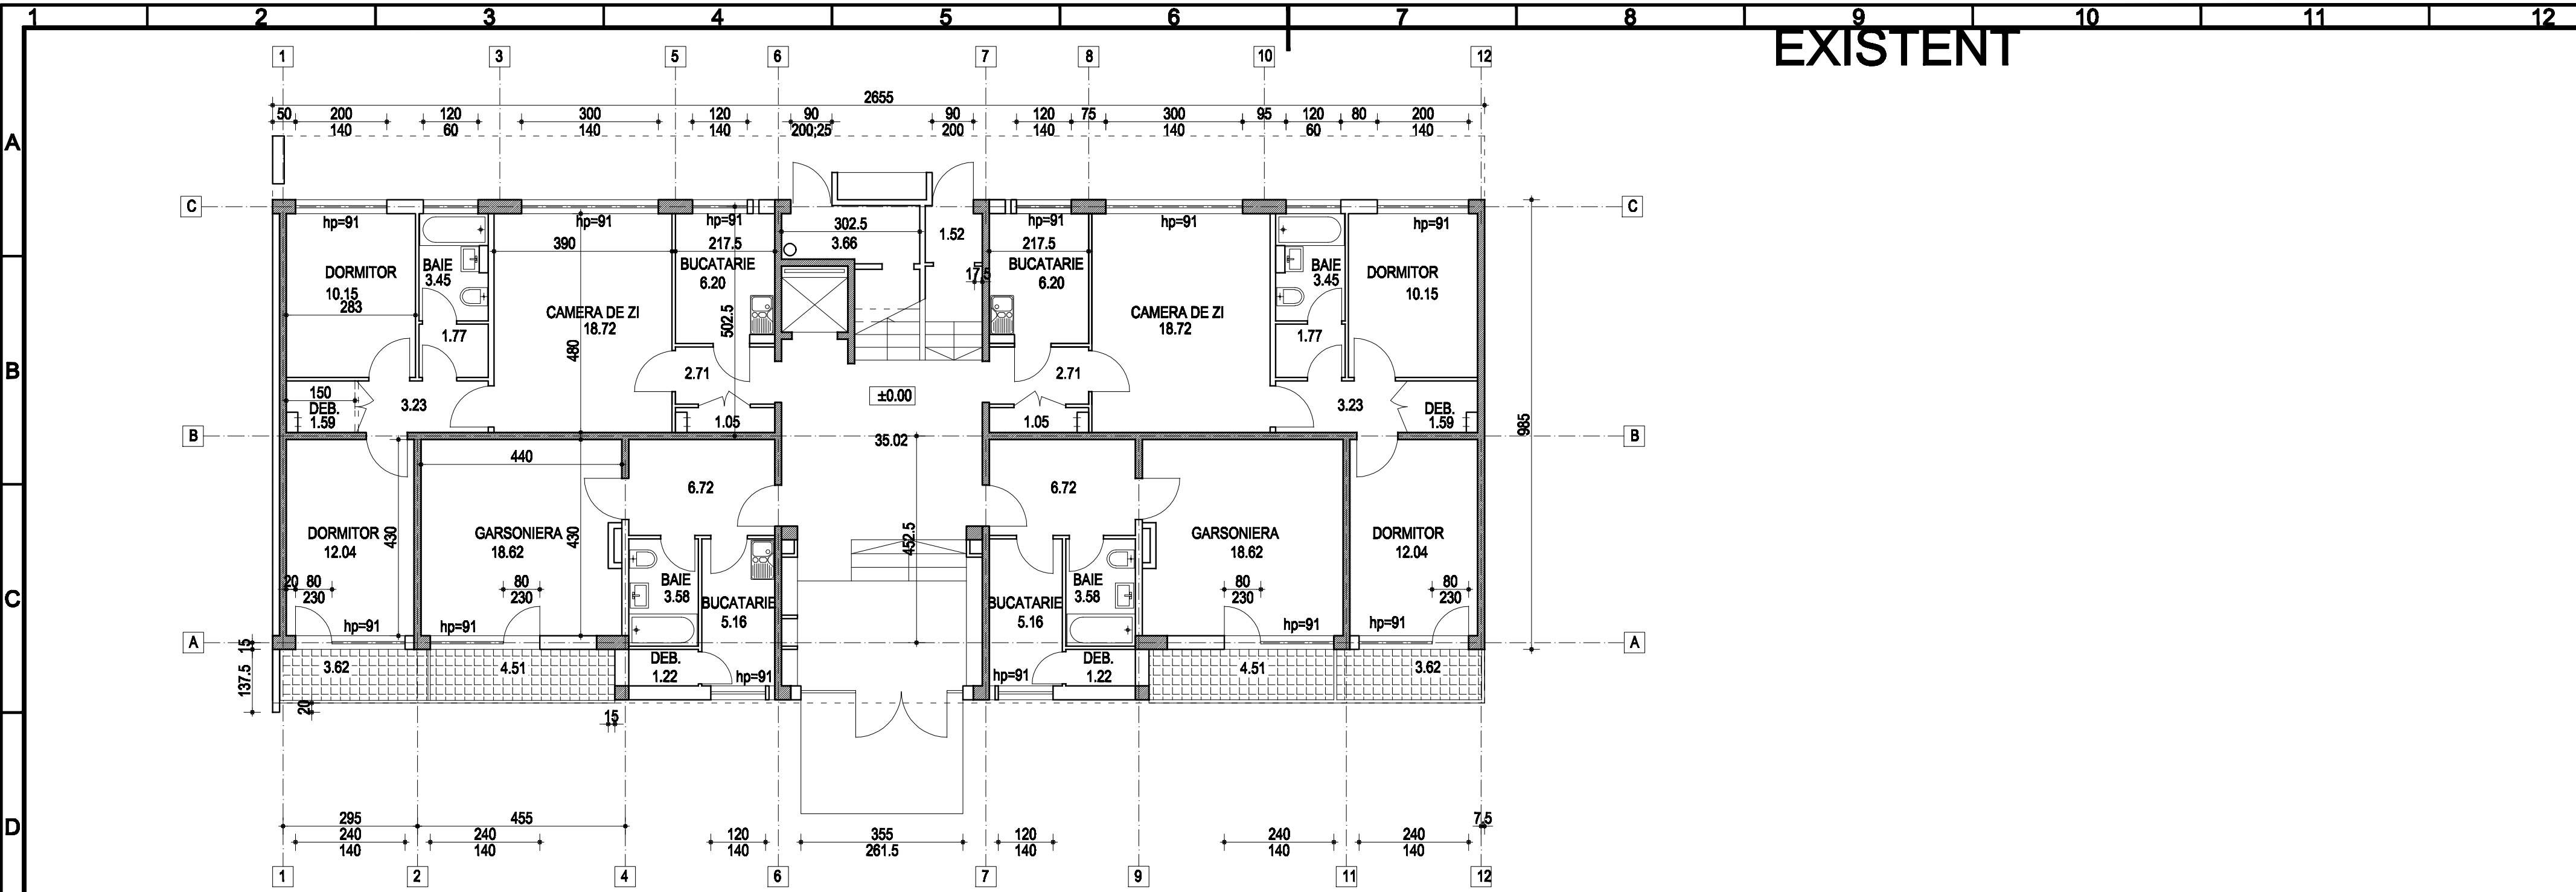 1 2 3 4 5 6 7 8 9 10 11 12
EXISTENT
1 3 5 6 7 8 10 12
2655
50 200 120 300 120 90 90 120 75 300 95 120 80 200
140 60 140 140 200;25 200 140 140 60 140
A
C C
hp=91 hp=91 hp=91 hp=91 hp=91 hp=91
302.5 1.52
390 217.5 3.66 217.5
B
DORMITOR BAIE BUCATARIE BUCATARIE BAIE DORMITOR
10.15 3.45 6.20 17.5 6.20 3.45 10.15
283
CAMERA DE ZI CAMERA DE ZI
18.72 502.5 18.72
1.77 480 1.77
B
2.71 2.71
150 ±0.00
DEB. 3.23 3.23 DEB.
1.59 1.05 1.05 1.59
985
B B
35.02
440
6.72 6.72
C
DORMITOR GARSONIERA GARSONIERA DORMITOR
12.04 430 18.62 430 452.5 18.62 12.04
20 80 80 BAIE BAIE 80 80
230 230 3.58 3.58 230 230
BUCATARIE BUCATARIE
5.16 5.16
hp=91 hp=91 hp=91 hp=91
A 15 A
3.62 4.51 DEB. DEB. 4.51 3.62
137.5 1.22 hp=91 hp=91 1.22
20 15
D
295 455 7.5
240 240 120 355 120 240 240
140 140 140 261.5 140 140 140
1 2 4 6 7 9 11 12